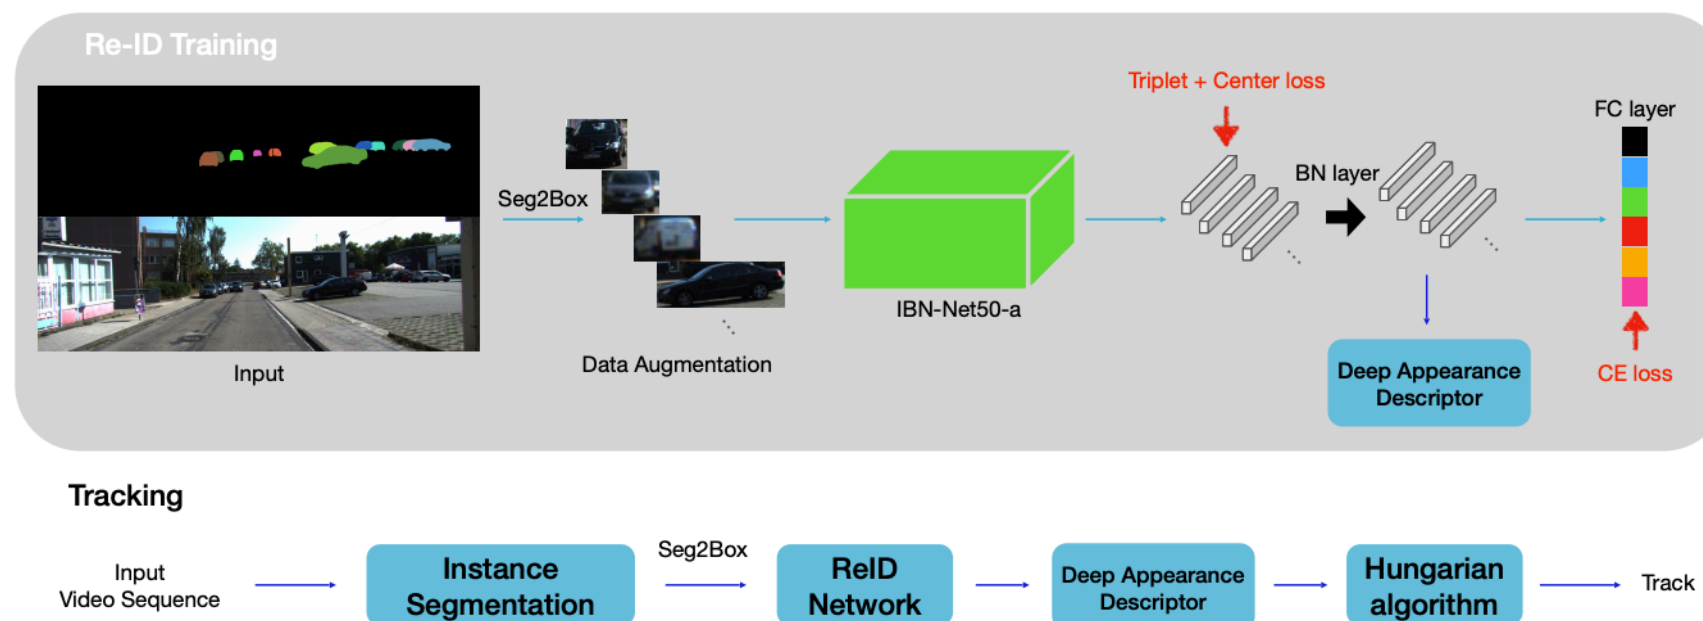 Re-ID Training
Triplet + Center loss
FC layer
BN layer
Seg2Box
IBN-Net50-a
Data Augmentation
Input
Deep Appearance
Descriptor
CE loss
Tracking
Input
Video Sequence
Instance
Segmentation
Seg2Box
ReID
Network
Deep Appearance
Descriptor
Hungarian
algorithm
Track